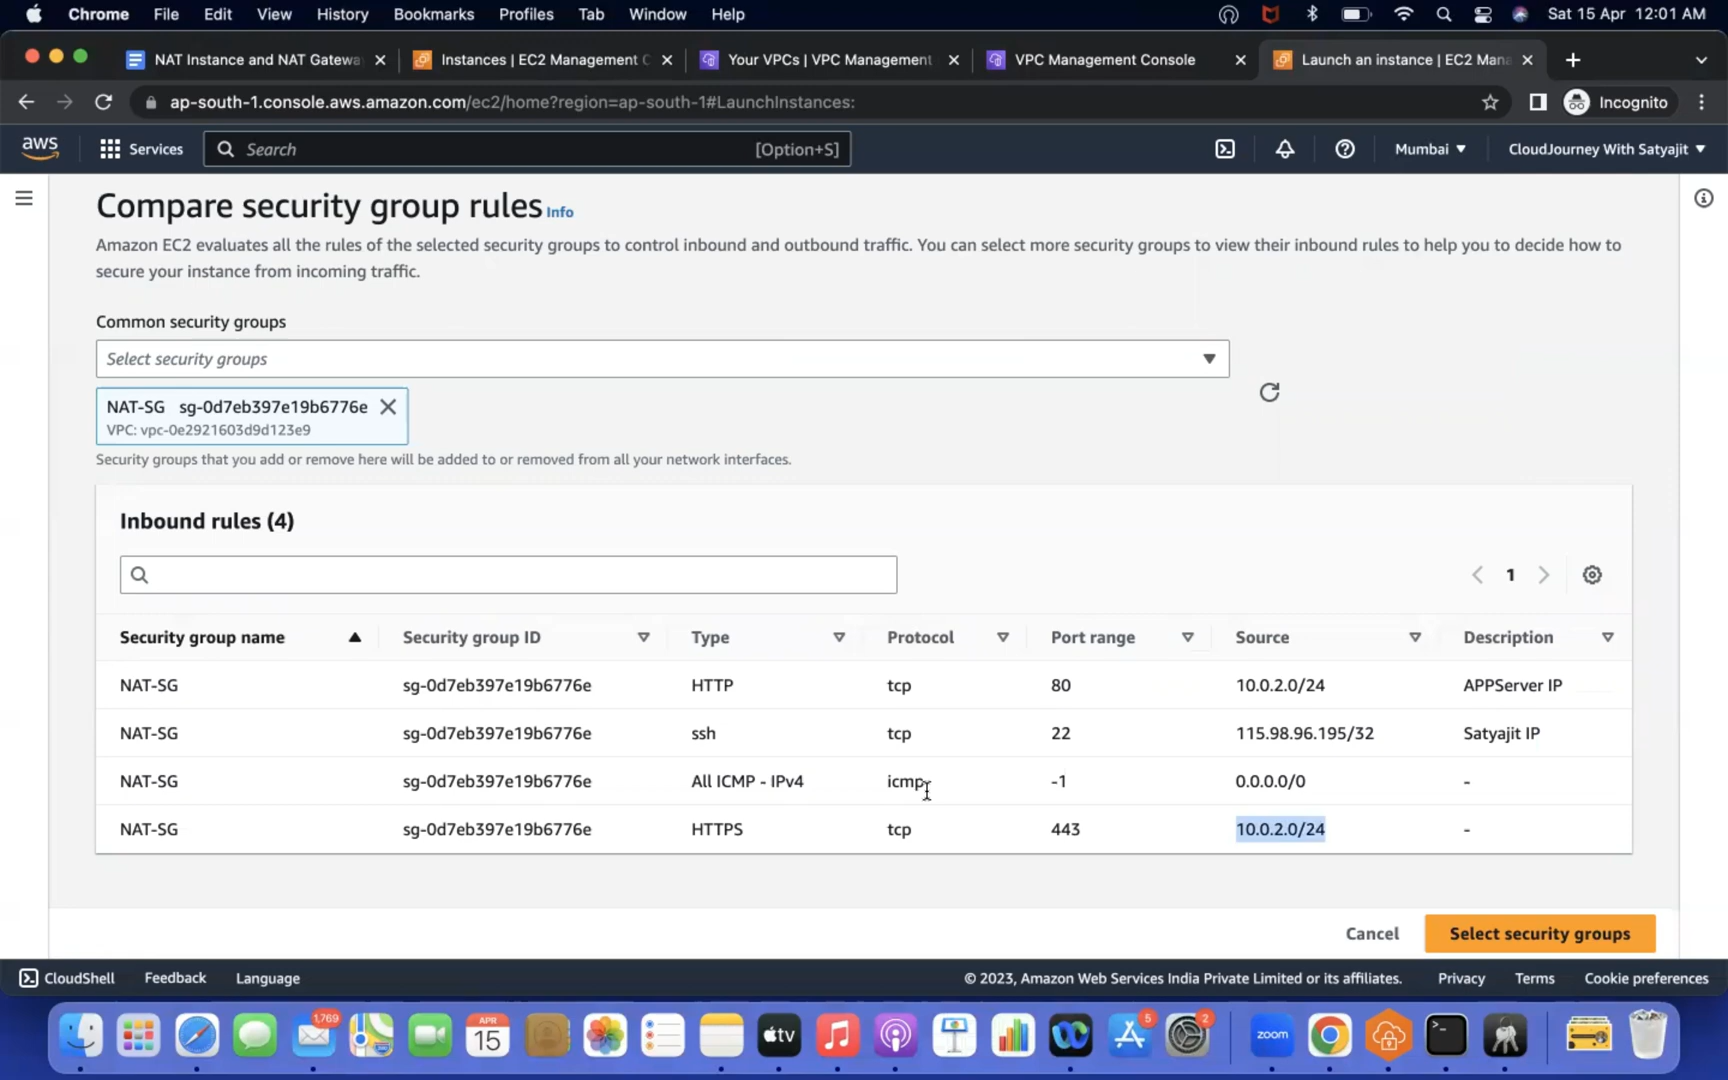 Chrome File Edit View History Bookmarks Profiles Tab Window Help Sat 15 Apr 12:01 AM
NAT Instance and NAT Gatewa Instances | EC2 Management C Your VPCs | VPC Management VPC Management Console Launch an instance | EC2 Mana
ap-south-1.console.aws.amazon.com/ec2/home?region=ap-south-1#LaunchInstances: Incognito
aws Services Search [Option+S] Mumbai CloudJourney With Satyajit
Compare security group rules Info
Amazon EC2 evaluates all the rules of the selected security groups to control inbound and outbound traffic. You can select more security groups to view their inbound rules to help you to decide how to
secure your instance from incoming traffic.
Common security groups
Select security groups
NAT-SG sg-0d7eb397e19b6776e
VPC: vpc-0e2921603d9d123e9
Security groups that you add or remove here will be added to or removed from all your network interfaces.
Inbound rules (4)
1
Security group name Security group ID Type Protocol Port range Source Description
NAT-SG sg-0d7eb397e19b6776e HTTP tcp 80 10.0.2.0/24 APPServer IP
NAT-SG sg-0d7eb397e19b6776e ssh tcp 22 115.98.96.195/32 Satyajit IP
NAT-SG sg-0d7eb397e19b6776e All ICMP - IPv4 icmp -1 0.0.0.0/0 -
NAT-SG sg-0d7eb397e19b6776e HTTPS tcp 443 10.0.2.0/24 -
Cancel Select security groups
CloudShell Feedback Language © 2023, Amazon Web Services India Private Limited or its affiliates. Privacy Terms Cookie preferences
1,769 APR 15 tv 5 2 zoom